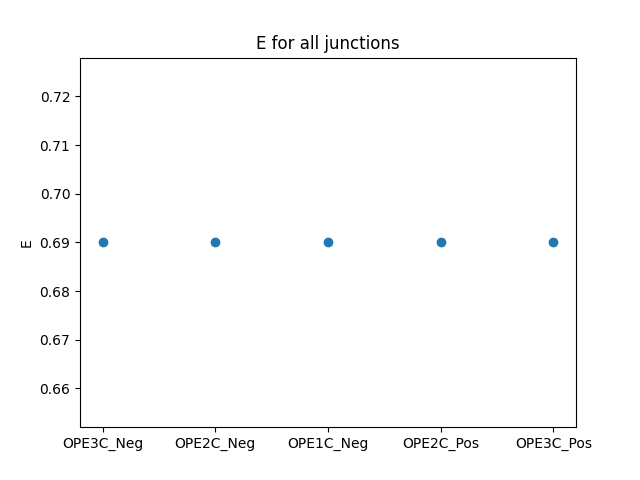 E for all junctions
E
0.72
0.71
0.70
0.69
0.68
0.67
0.66
OPE3C_Neg OPE2C_Neg OPE1C_Neg OPE2C_Pos OPE3C_Pos